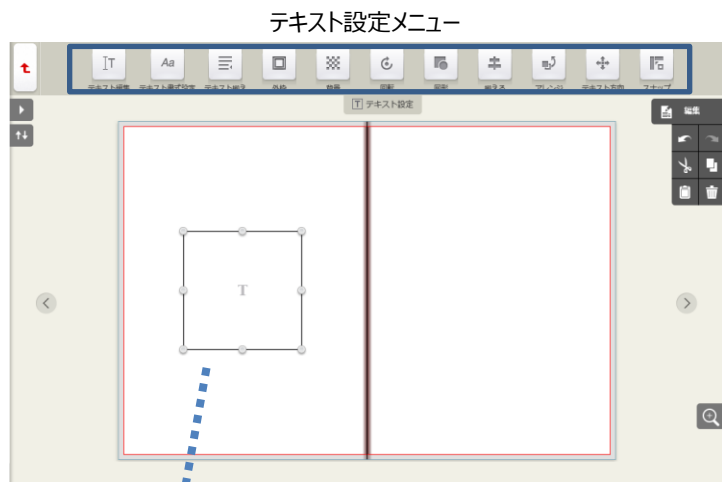 テキスト設定メニュー
t
T
Aa
テキスト編集 テキスト書式設定 テキスト揃え 外枠 背景 回転 図形 揃える アレンジ テキスト方向 スナップ
T テキスト設定
編集
T